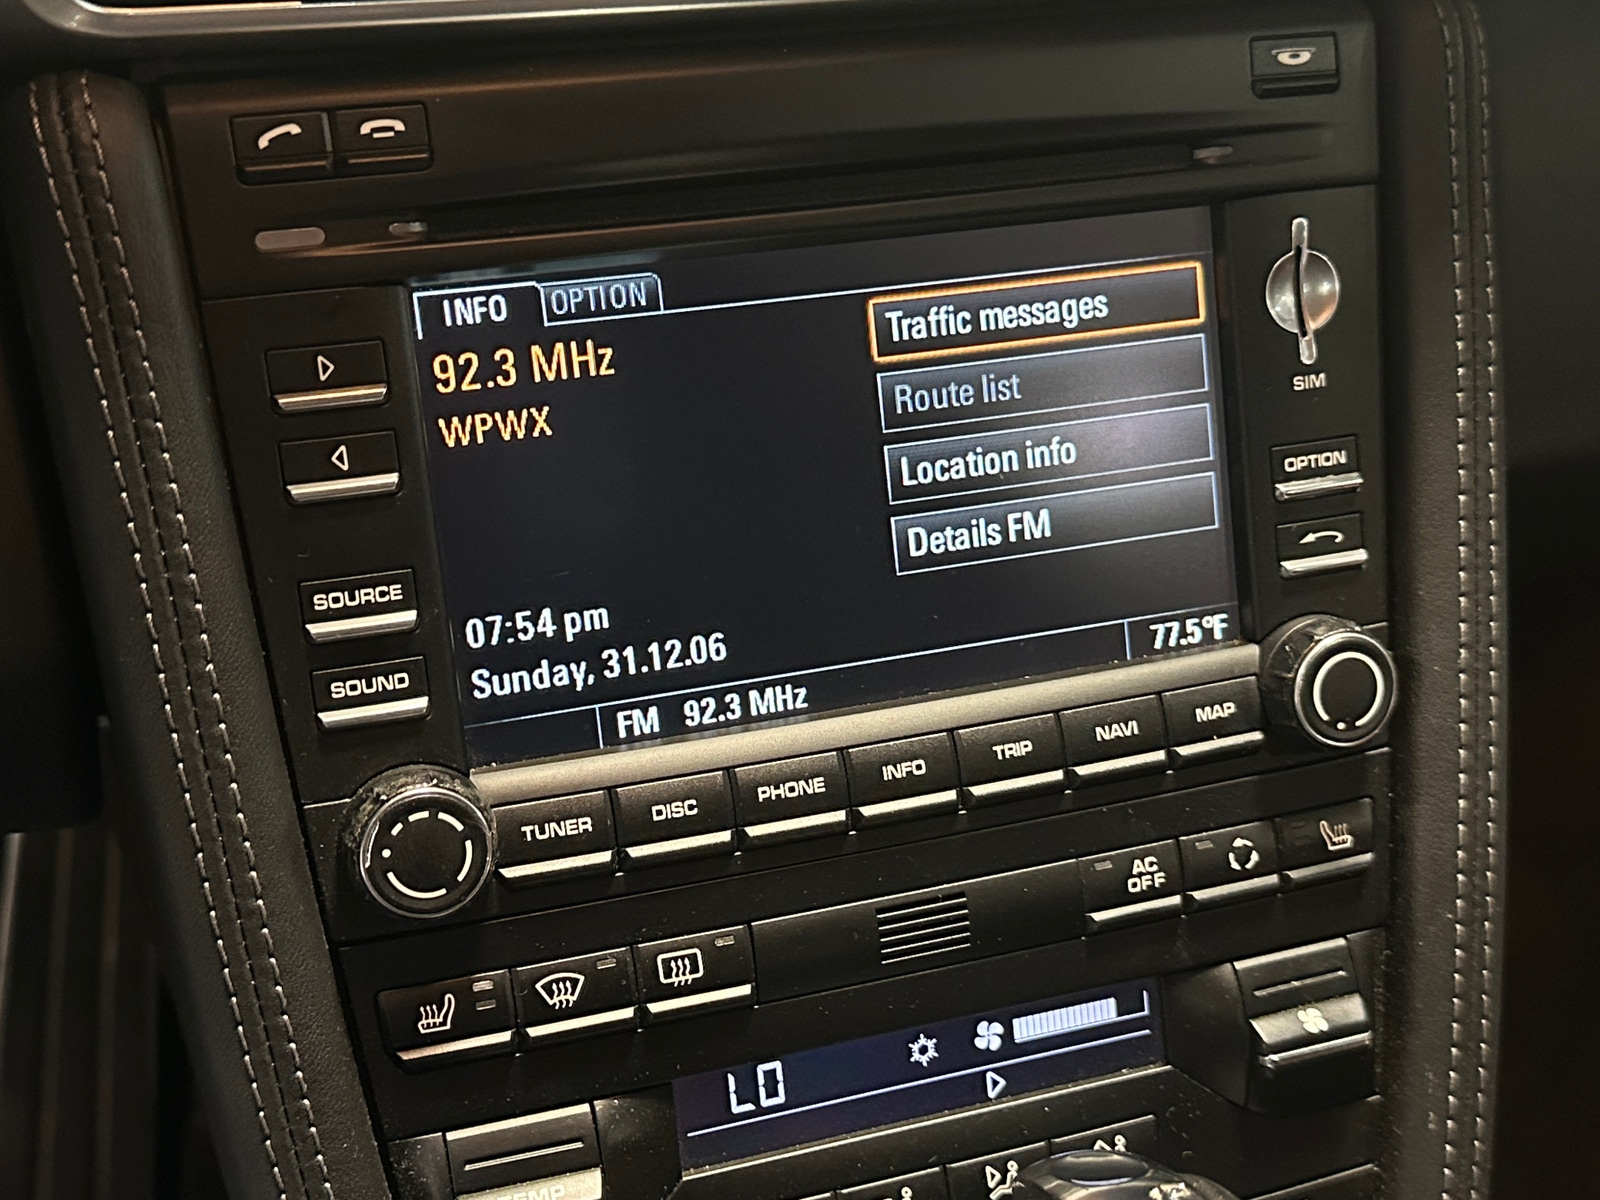 INFO OPTION
92.3 MHz
WPWX
Traffic messages
Route list
Location info
Details FM
07:54 pm
Sunday, 31.12.06
77.5°F
FM 92.3 MHz
SIM
OPTION
SOURCE
SOUND
TUNER DISC PHONE INFO TRIP NAVI MAP
AC
OFF
LO
TEMP